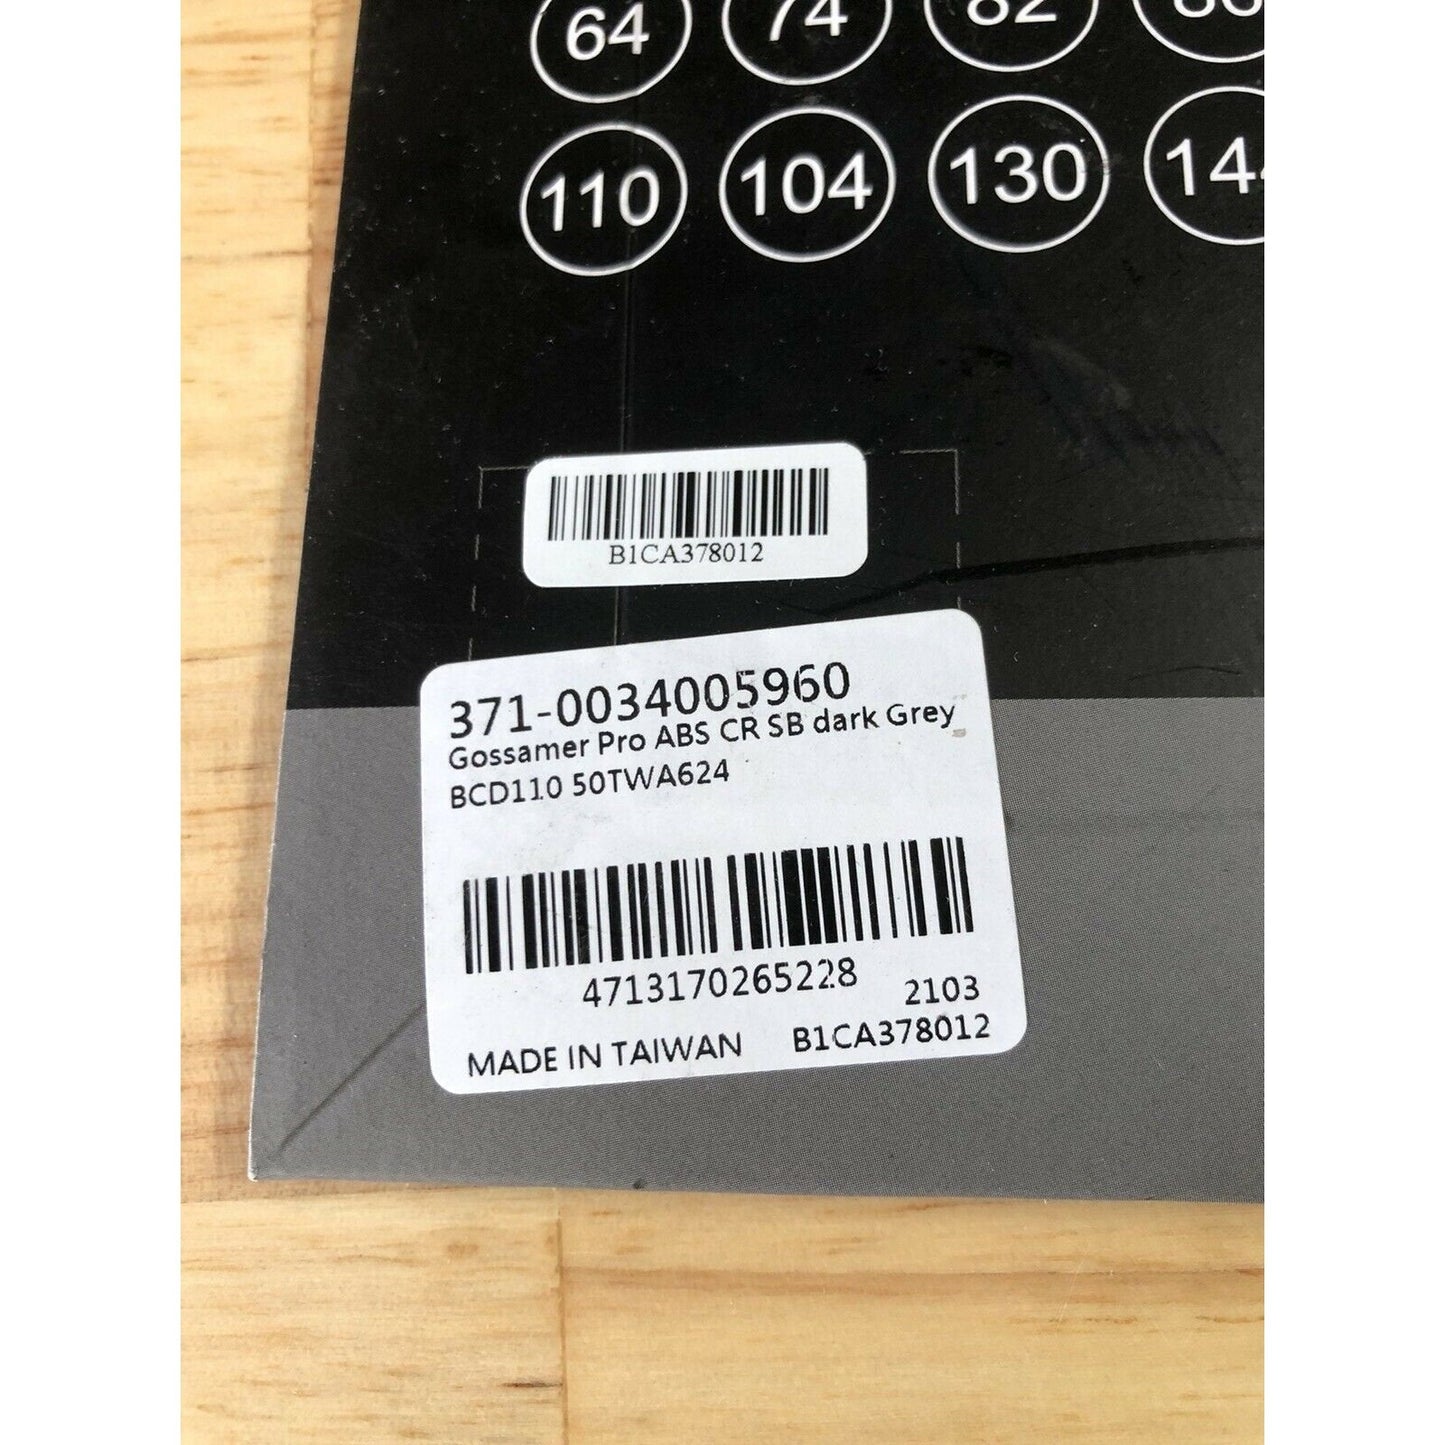 64 74 82
110 104 130
B1CA378012
371-0034005960
Gossamer Pro ABS CR SB dark Grey
BCD110 50TWA624
4713170265228
2103
MADE IN TAIWAN B1CA378012